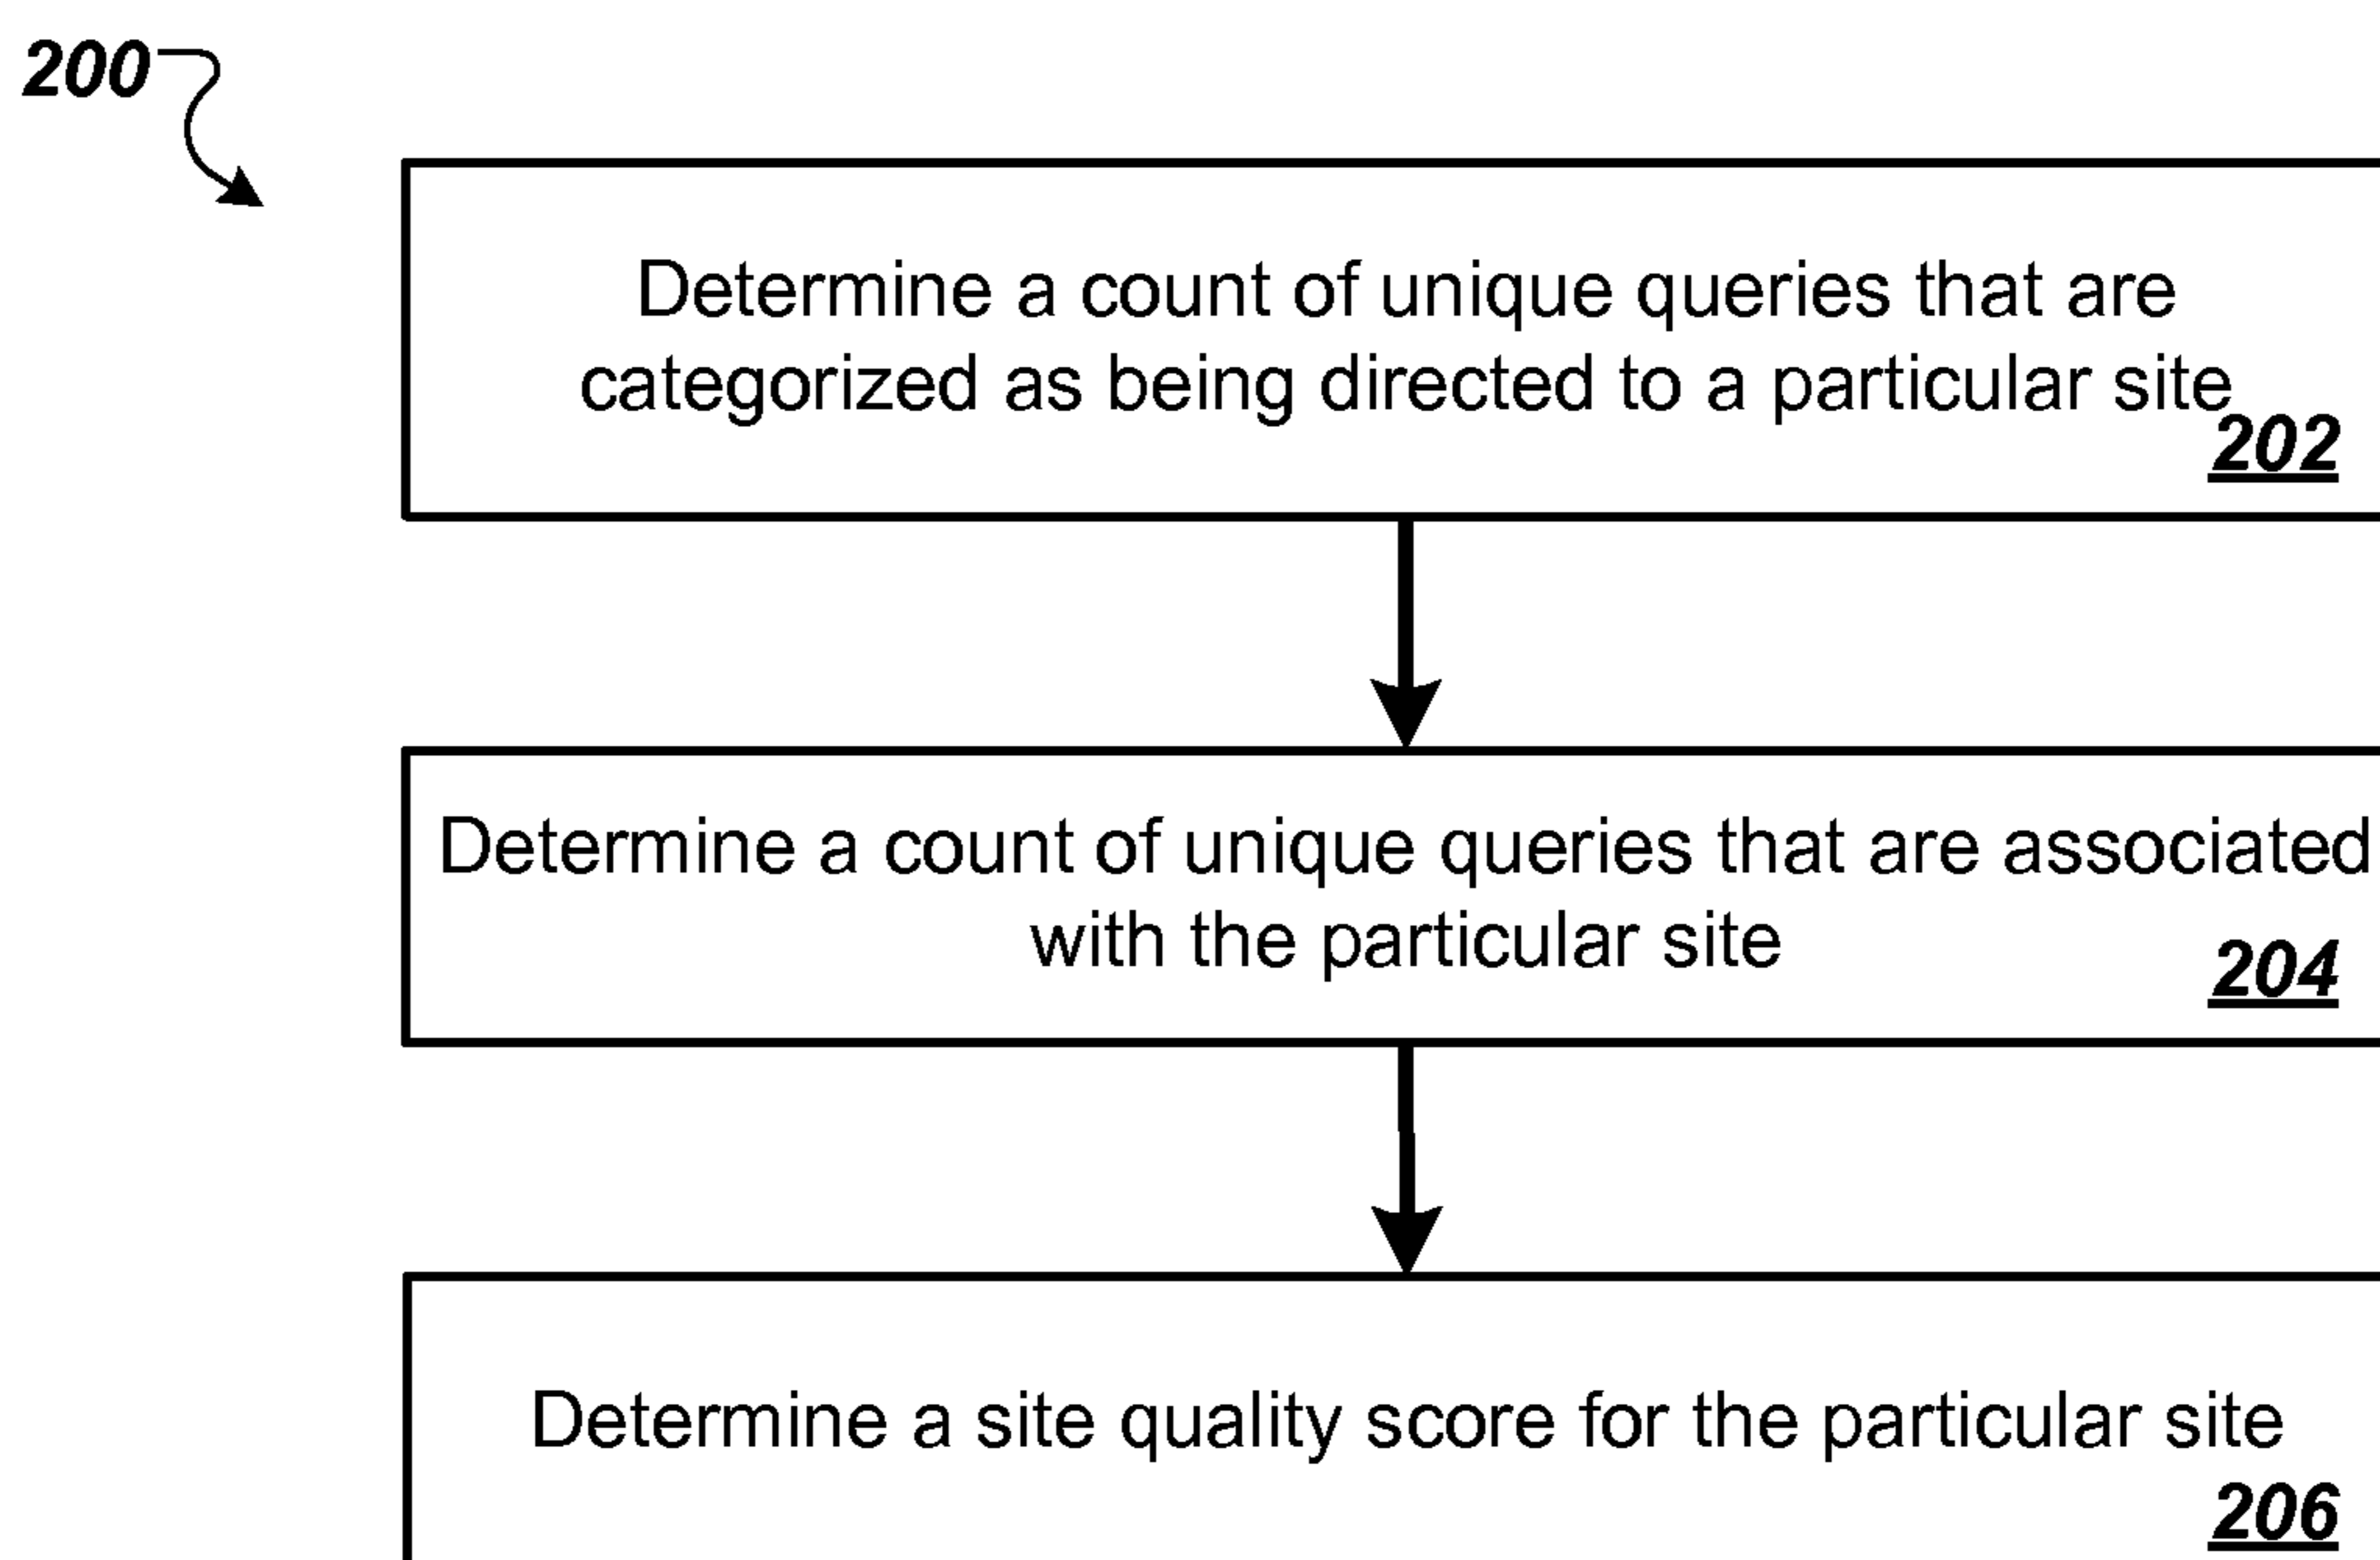 200
Determine a count of unique queries that are
categorized as being directed to a particular site
202
Determine a count of unique queries that are associated
with the particular site
204
Determine a site quality score for the particular site
206